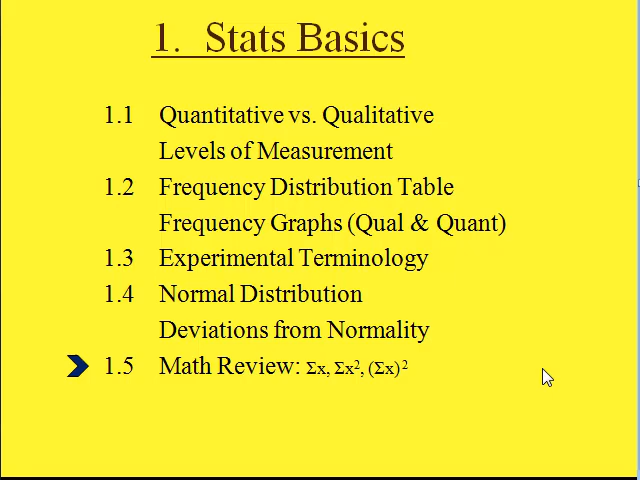 1. Stats Basics
1.1 Quantitative vs. Qualitative
Levels of Measurement
1.2 Frequency Distribution Table
Frequency Graphs (Qual & Quant)
1.3 Experimental Terminology
1.4 Normal Distribution
Deviations from Normality
1.5 Math Review: Σx, Σx², (Σx)²